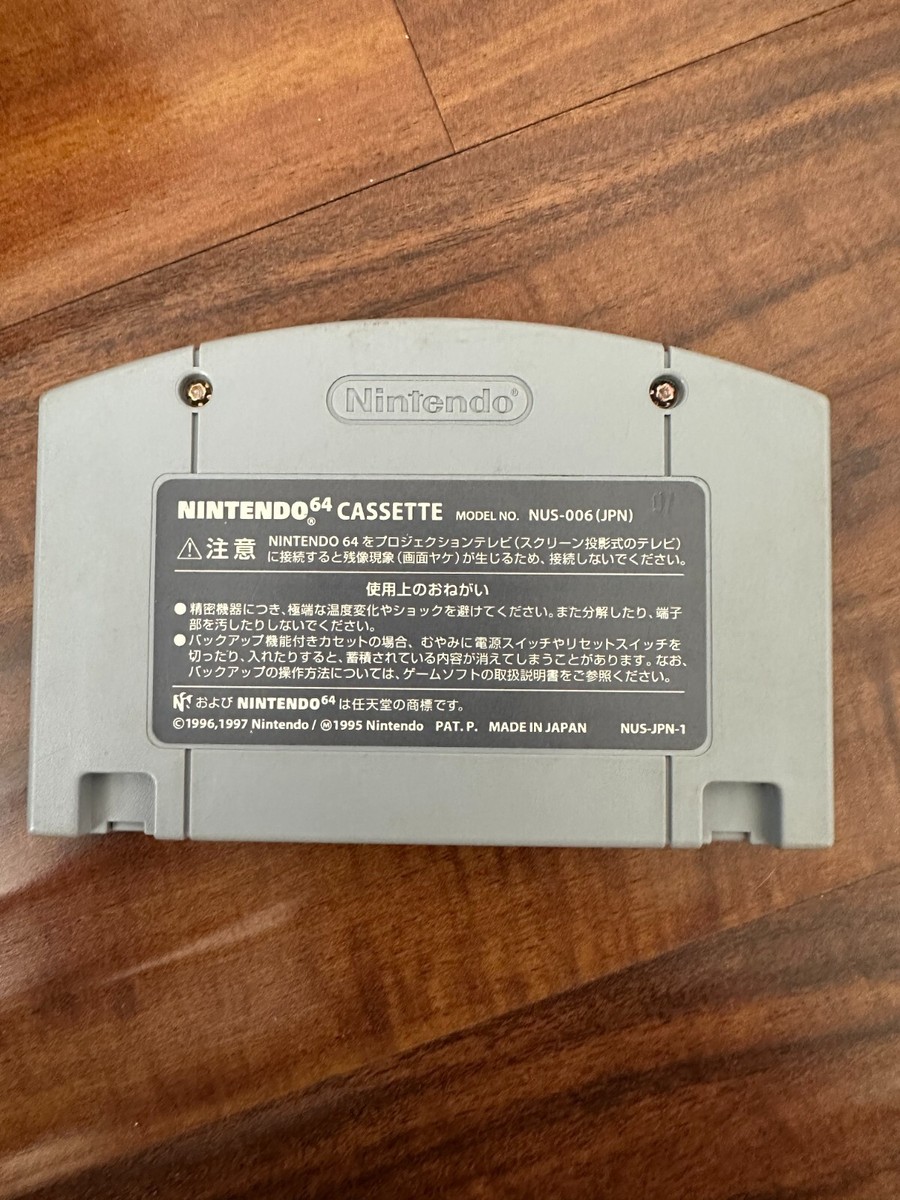 Nintendo®
NINTENDO64® CASSETTE MODEL NO. NUS-006(JPN)
⚠注意 NINTENDO 64 をプロジェクションテレビ(スクリーン投影式のテレビ)
に接続すると残像現象(画面ヤケ)が生じるため、接続しないでください。
使用上のおねがい
●精密機器につき、極端な温度変化やショックを避けてください。また分解したり、端子
部を汚したりしないでください。
●バックアップ機能付きカセットの場合、むやみに電源スイッチやリセットスイッチを
切ったり、入れたりすると、蓄積されている内容が消えてしまうことがあります。なお、
バックアップの操作方法については、ゲームソフトの取扱説明書をご参照ください。
および NINTENDO64 は任天堂の商標です。
©1996,1997 Nintendo/Ⓜ1995 Nintendo PAT. P. MADE IN JAPAN NUS-JPN-1